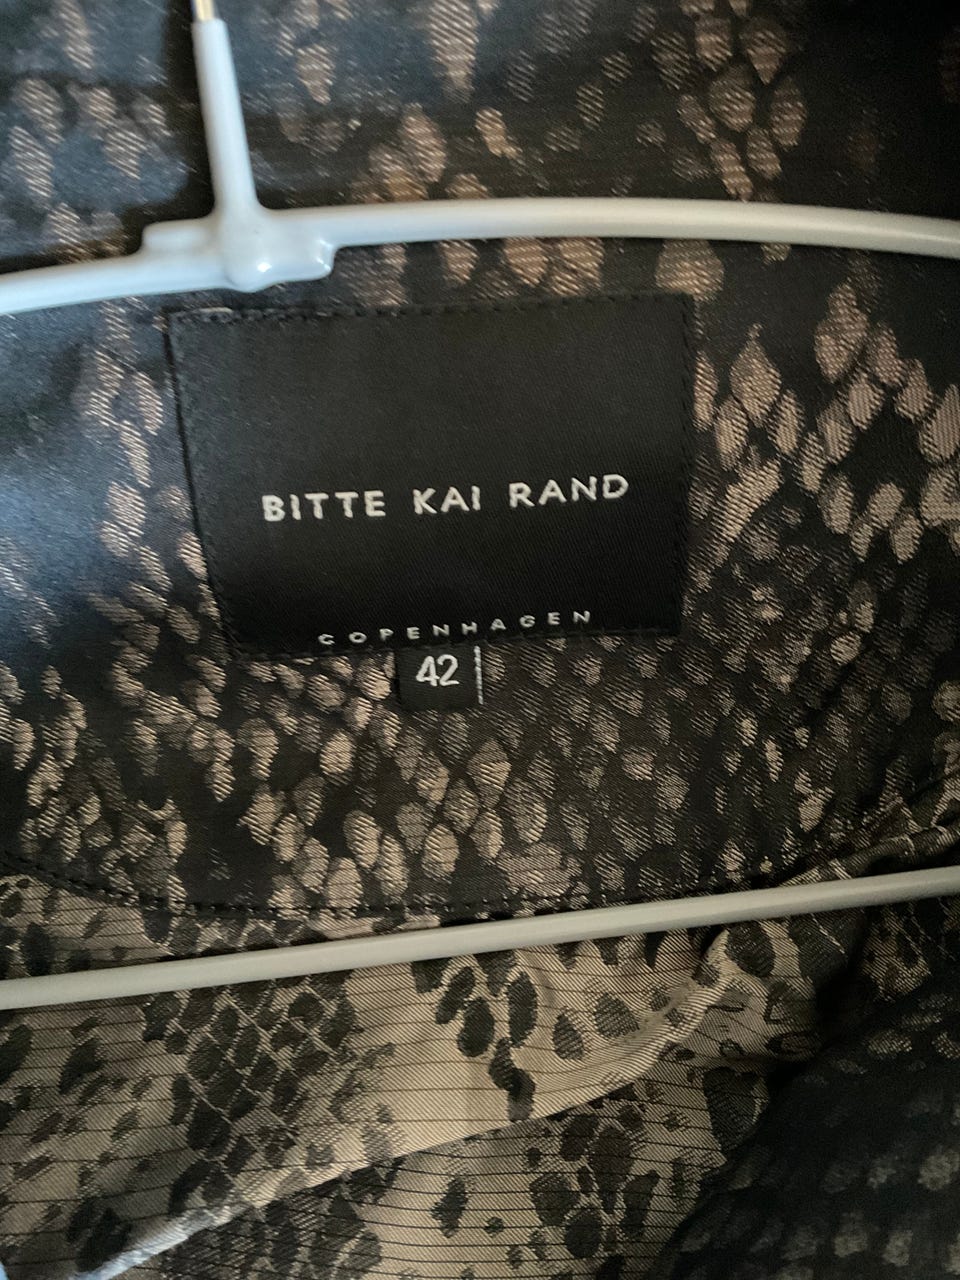 BITTE KAI RAND
COPENHAGEN
42